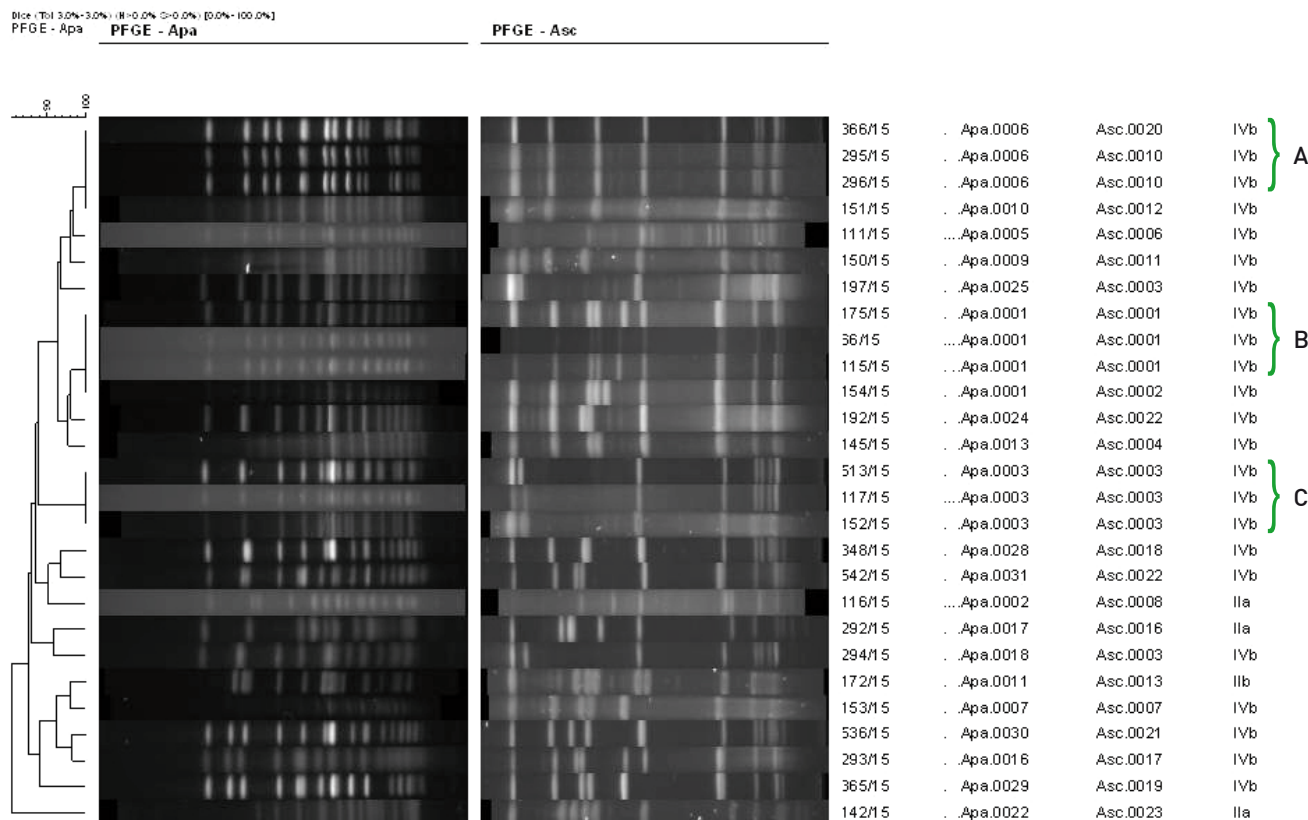 Dice (Tol 3.0%-3.0%) (H>0.0% S>0.0%) [0.0%-100.0%]
PFGE - Apa PFGE - Apa PFGE - Asc
90 100
366/15 . .Apa.0006 Asc.0020 IVb
295/15 . .Apa.0006 Asc.0010 IVb A
296/15 . .Apa.0006 Asc.0010 IVb
151/15 . .Apa.0010 Asc.0012 IVb
111/15 ....Apa.0005 Asc.0006 IVb
150/15 . .Apa.0009 Asc.0011 IVb
197/15 . .Apa.0025 Asc.0003 IVb
175/15 . .Apa.0001 Asc.0001 IVb
36/15 ....Apa.0001 Asc.0001 IVb B
115/15 ....Apa.0001 Asc.0001 IVb
154/15 . .Apa.0001 Asc.0002 IVb
192/15 . .Apa.0024 Asc.0022 IVb
145/15 . .Apa.0013 Asc.0004 IVb
513/15 . .Apa.0003 Asc.0003 IVb
117/15 ....Apa.0003 Asc.0003 IVb C
152/15 . .Apa.0003 Asc.0003 IVb
348/15 . .Apa.0028 Asc.0018 IVb
542/15 . .Apa.0031 Asc.0022 IVb
116/15 ....Apa.0002 Asc.0008 IIa
292/15 . .Apa.0017 Asc.0016 IIa
294/15 . .Apa.0018 Asc.0003 IVb
172/15 . .Apa.0011 Asc.0013 IIb
153/15 . .Apa.0007 Asc.0007 IVb
536/15 . .Apa.0030 Asc.0021 IVb
293/15 . .Apa.0016 Asc.0017 IVb
365/15 . .Apa.0029 Asc.0019 IVb
142/15 . .Apa.0022 Asc.0023 IIa